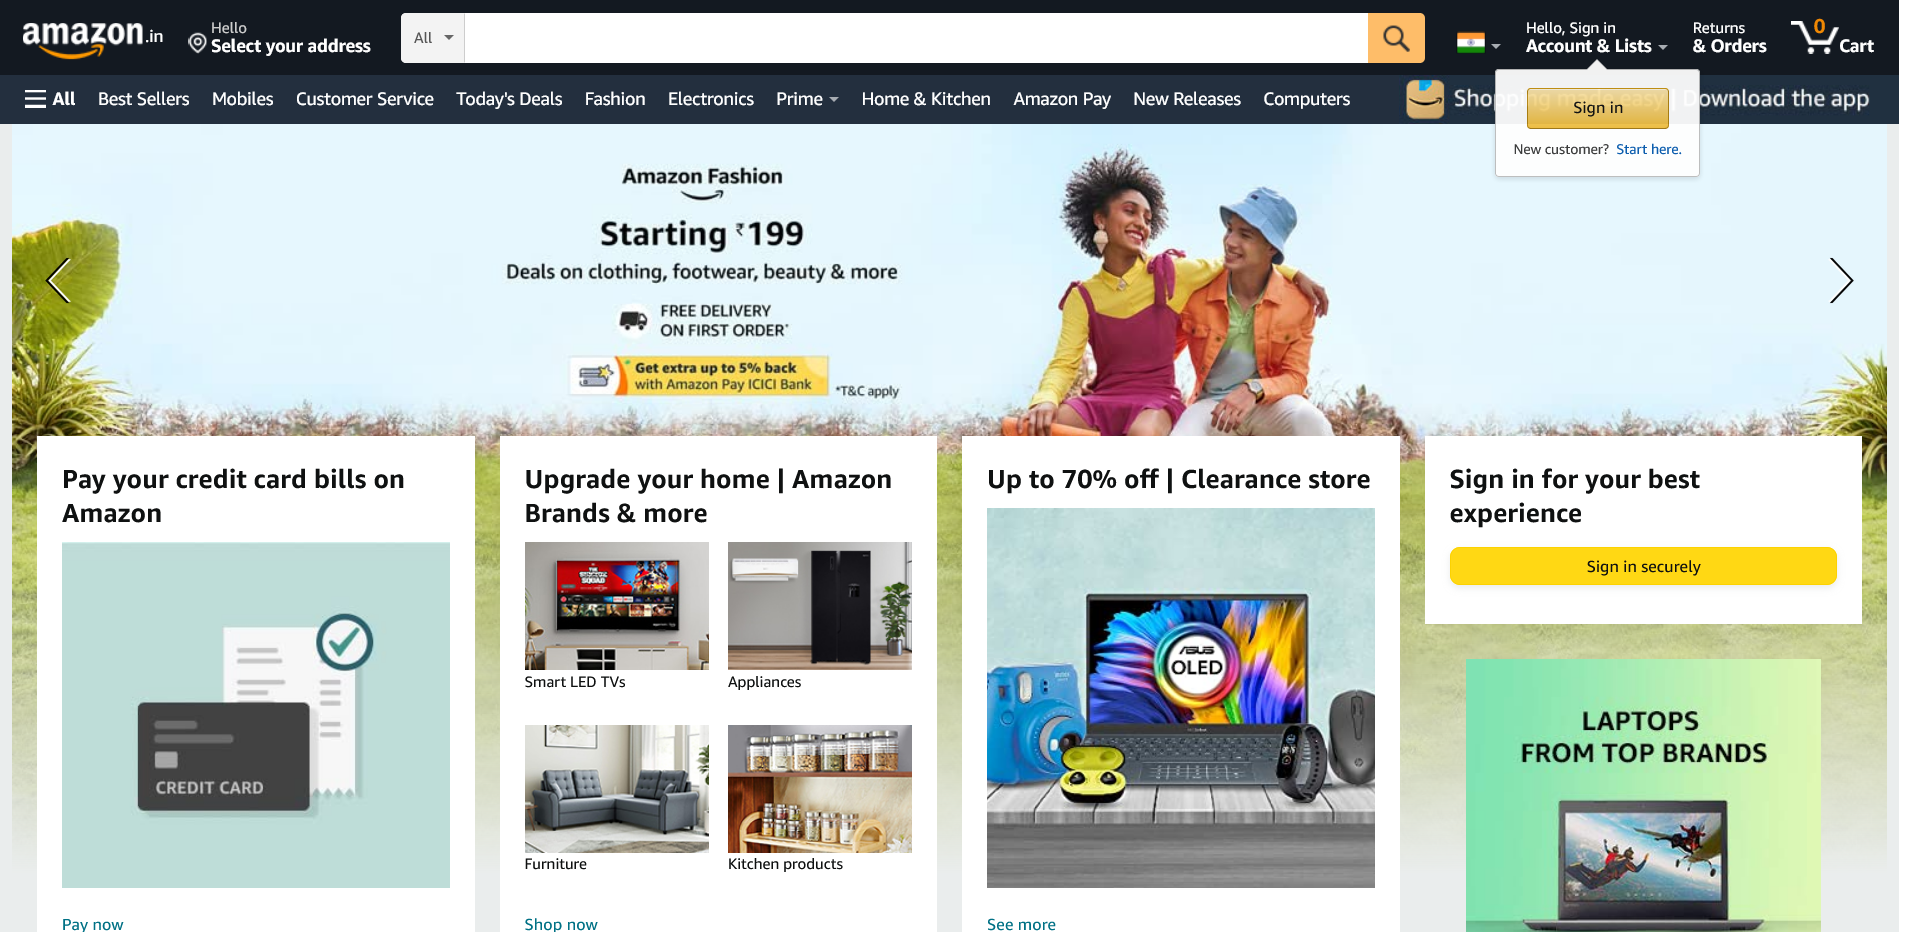 amazon.in
Hello
Select your address
All
Hello, Sign in
Account & Lists
Returns
& Orders
0
Cart
All
Best Sellers
Mobiles
Customer Service
Today's Deals
Fashion
Electronics
Prime
Home & Kitchen
Amazon Pay
New Releases
Computers
Shopping made easy | Download the app
Sign in
New customer? Start here.
Amazon Fashion
Starting ₹199
Deals on clothing, footwear, beauty & more
FREE DELIVERY
ON FIRST ORDER*
Get extra up to 5% back
with Amazon Pay ICICI Bank
*T&C apply
Pay your credit card bills on
Amazon
CREDIT CARD
Pay now
Upgrade your home | Amazon
Brands & more
Smart LED TVs
Appliances
Furniture
Kitchen products
Shop now
Up to 70% off | Clearance store
ASUS
OLED
See more
Sign in for your best
experience
Sign in securely
LAPTOPS
FROM TOP BRANDS